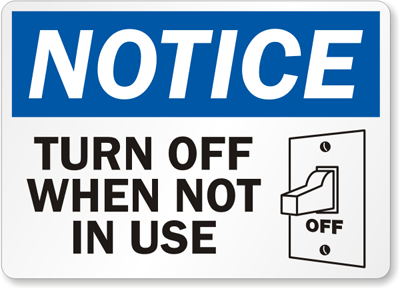 NOTICE
TURN OFF
WHEN NOT
IN USE
OFF